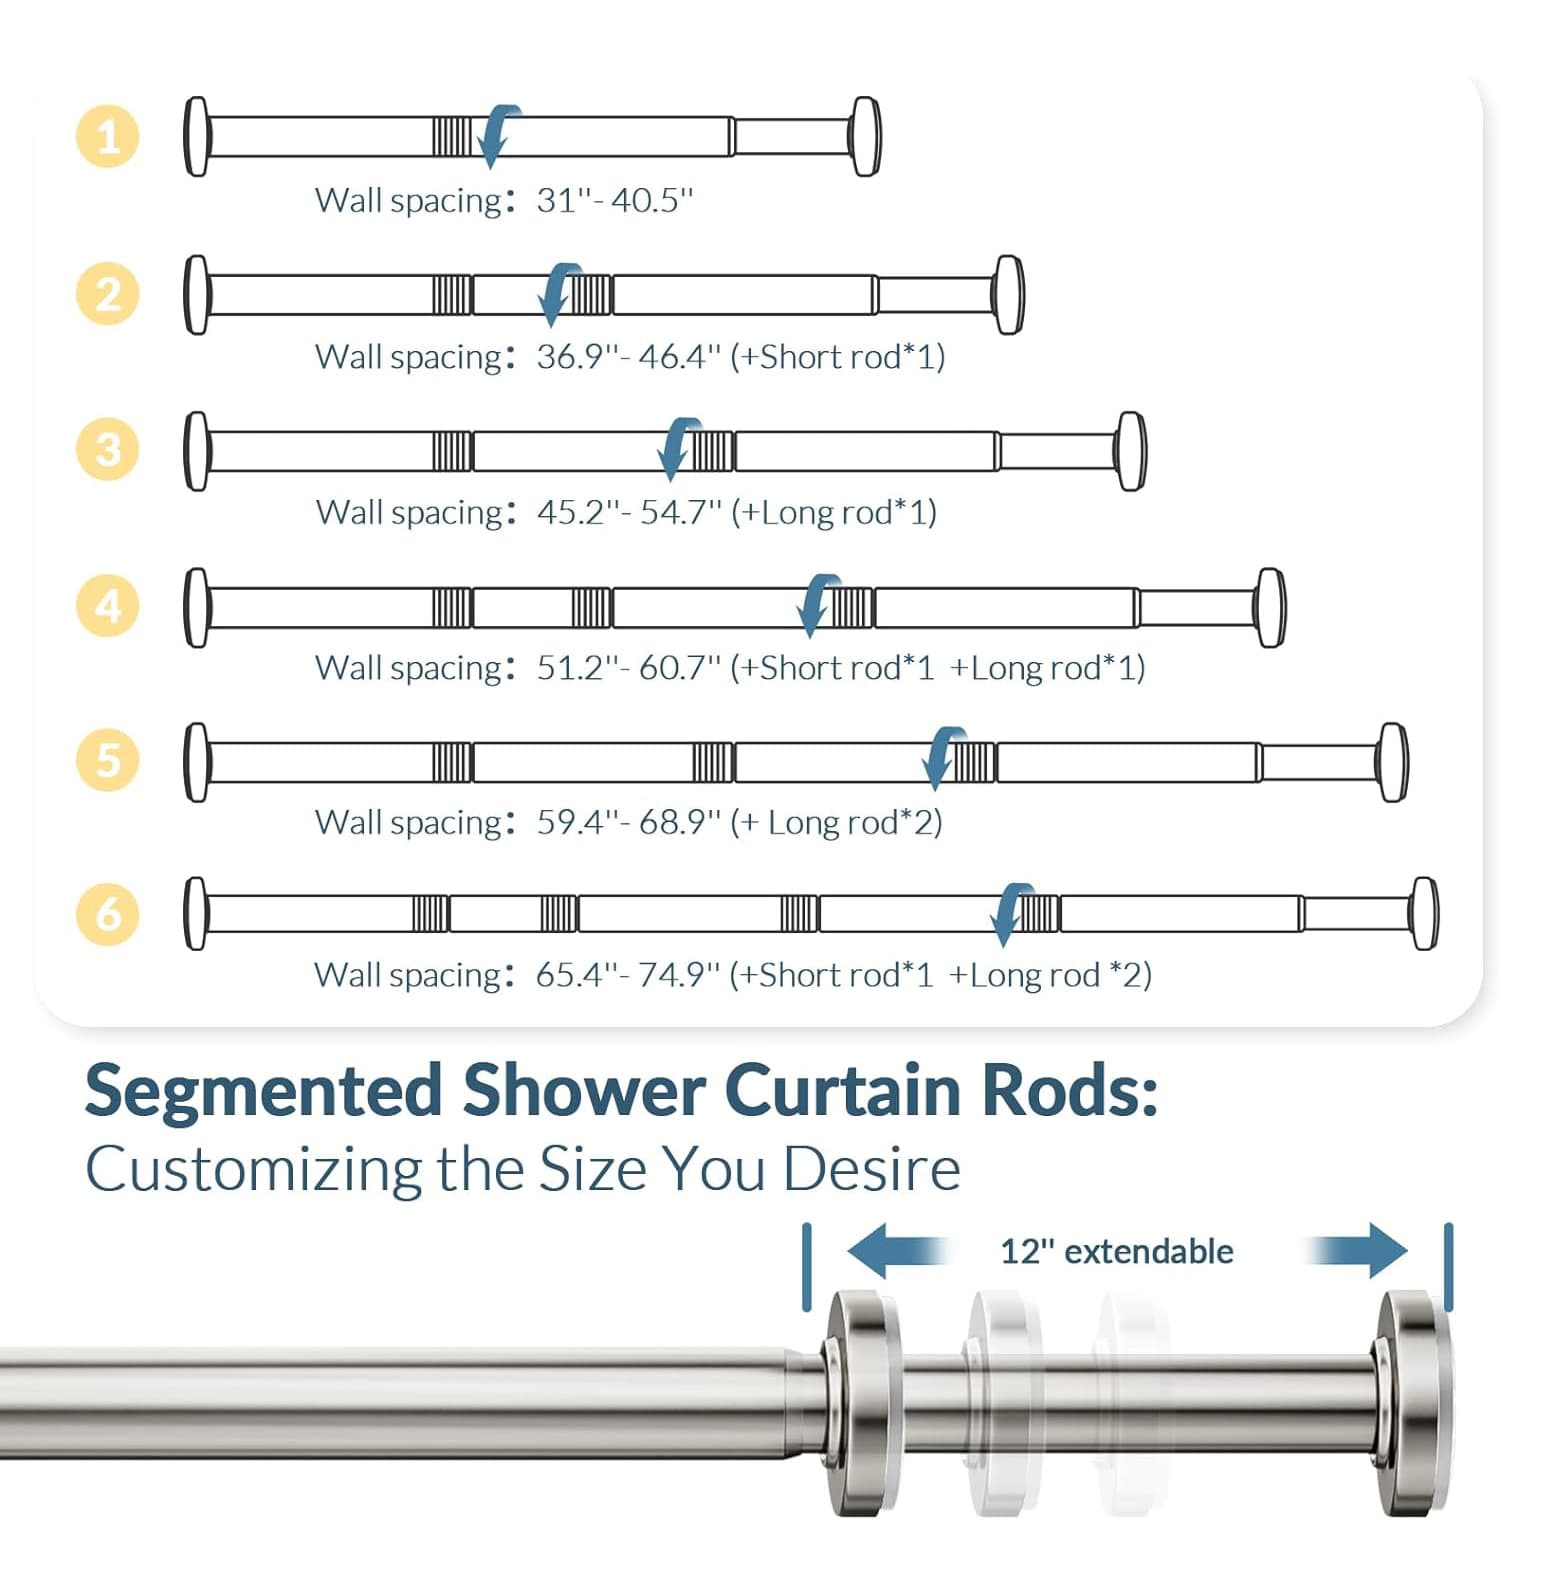 1
Wall spacing: 31"- 40.5"
2
Wall spacing: 36.9"- 46.4" (+Short rod*1)
3
Wall spacing: 45.2"- 54.7" (+Long rod*1)
4
Wall spacing: 51.2"- 60.7" (+Short rod*1 +Long rod*1)
5
Wall spacing: 59.4"- 68.9" (+ Long rod*2)
6
Wall spacing: 65.4"- 74.9" (+Short rod*1 +Long rod *2)
Segmented Shower Curtain Rods:
Customizing the Size You Desire
12" extendable